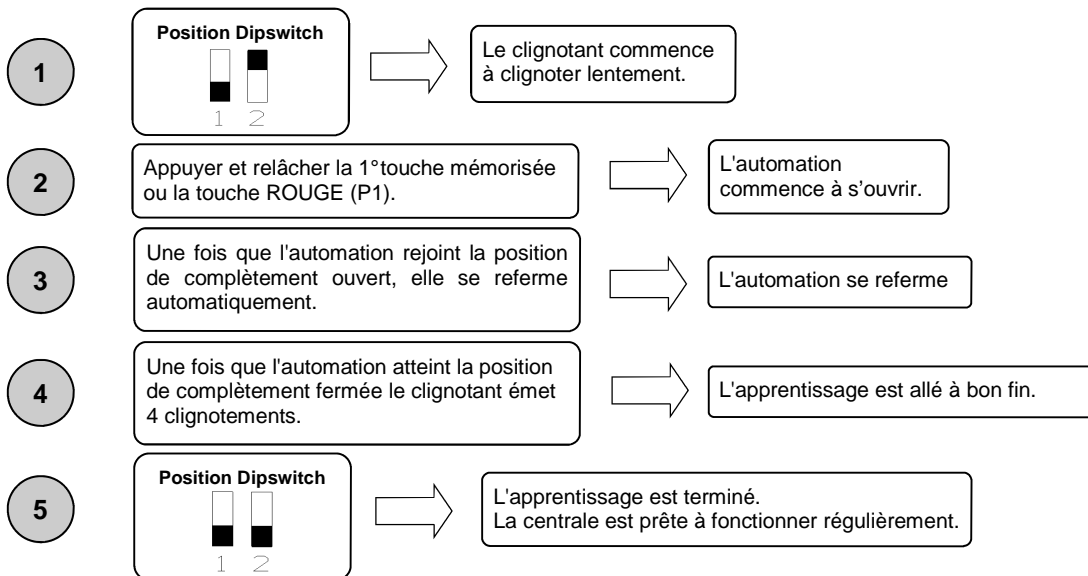 1
Position Dipswitch
1 2
Le clignotant commence
à clignoter lentement.
2
Appuyer et relâcher la 1° touche mémorisée
ou la touche ROUGE (P1).
L'automation
commence à s'ouvrir.
3
Une fois que l'automation rejoint la position
de complètement ouvert, elle se referme
automatiquement.
L'automation se referme
4
Une fois que l'automation atteint la position
de complètement fermée le clignotant émet
4 clignotements.
L'apprentissage est allé à bon fin.
5
Position Dipswitch
1 2
L'apprentissage est terminé.
La centrale est prête à fonctionner régulièrement.